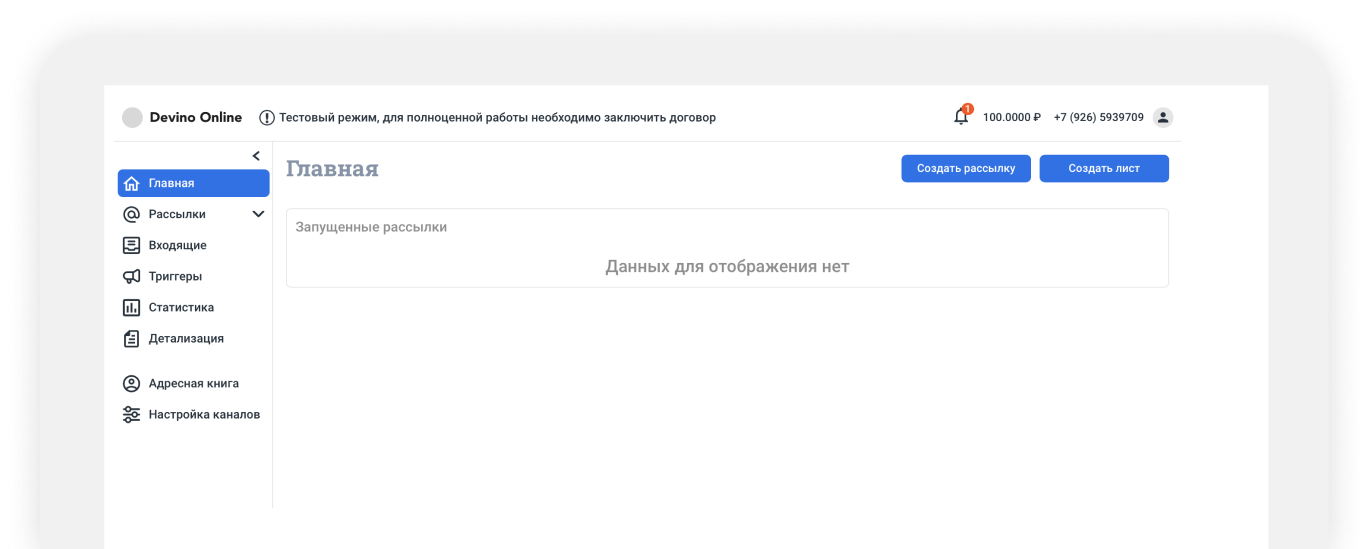 Devino Online
Тестовый режим, для полноценной работы необходимо заключить договор
1
100.0000 ₽
+7 (926) 5939709
Главная
Рассылки
Входящие
Триггеры
Статистика
Детализация
Адресная книга
Настройка каналов
Главная
Создать рассылку
Создать лист
Запущенные рассылки
Данных для отображения нет